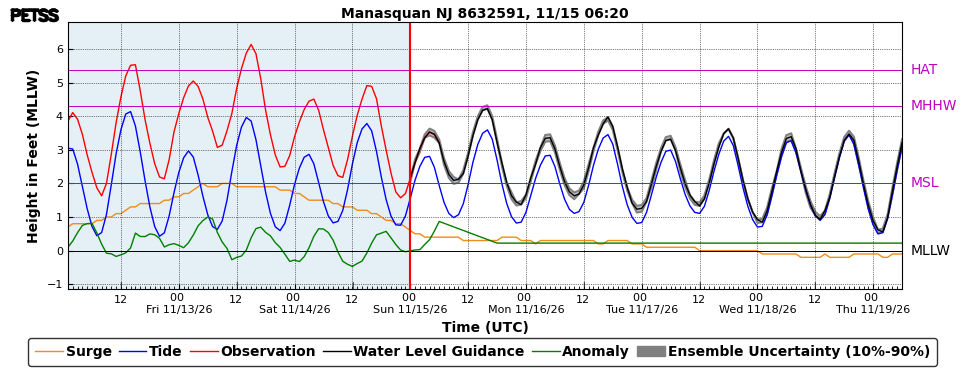 PETSS
Manasquan NJ 8632591, 11/15 06:20
Height in Feet (MLLW)
6
5
4
3
2
1
0
−1
HAT
MHHW
MSL
MLLW
12 00 12 00 12 00 12 00 12 00 12 00 12 00
Fri 11/13/26 Sat 11/14/26 Sun 11/15/26 Mon 11/16/26 Tue 11/17/26 Wed 11/18/26 Thu 11/19/26
Time (UTC)
Surge Tide Observation Water Level Guidance Anomaly Ensemble Uncertainty (10%-90%)